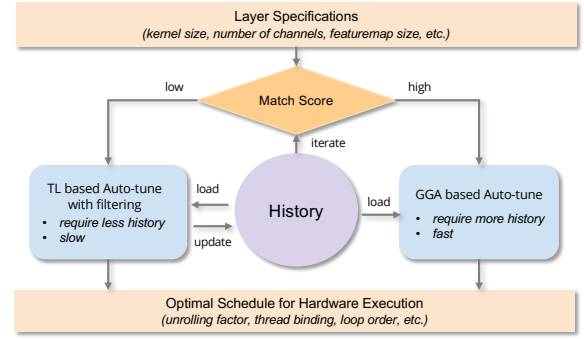 Layer Specifications
(kernel size, number of channels, featuremap size, etc.)
low
Match Score
high
iterate
TL based Auto-tune
with filtering
• require less history
• slow
load
update
History
load
GGA based Auto-tune
• require more history
• fast
Optimal Schedule for Hardware Execution
(unrolling factor, thread binding, loop order, etc.)